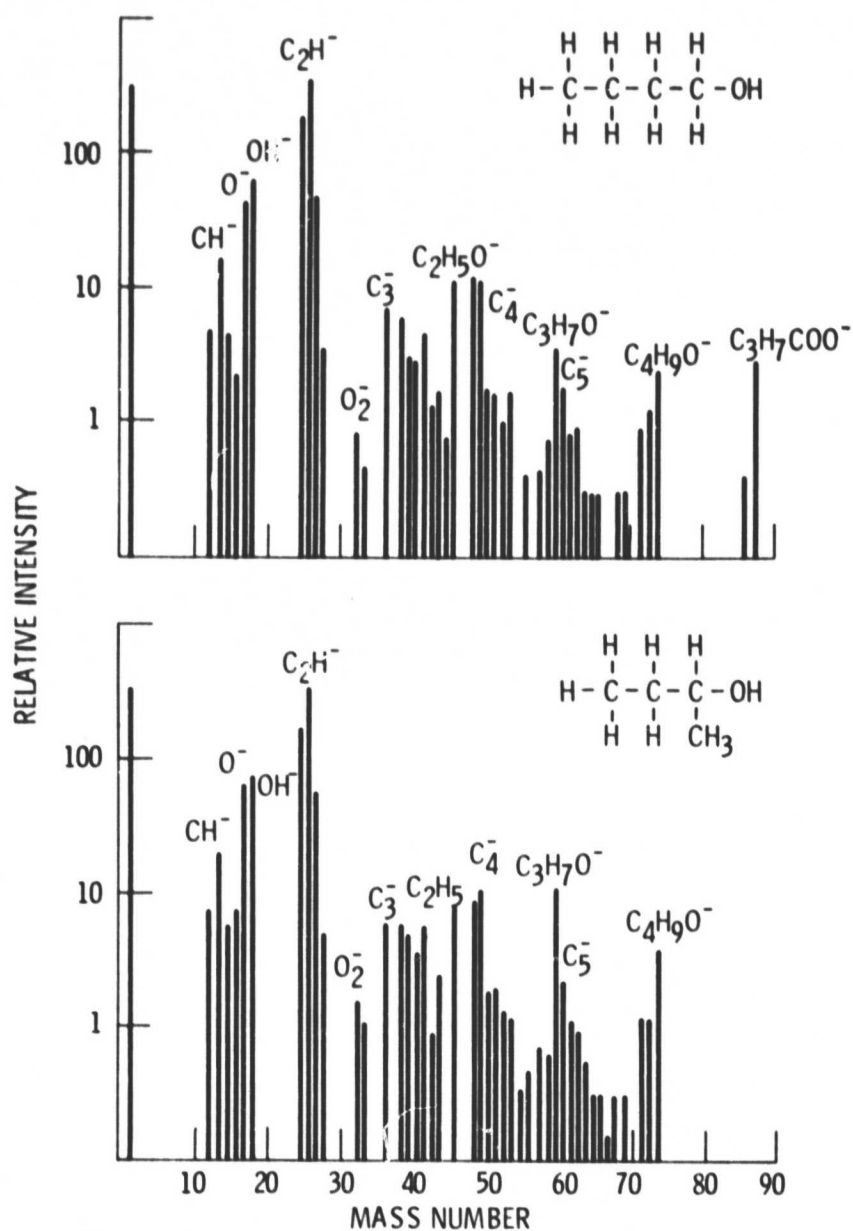 C₂H⁻
100
OH⁻
O⁻
CH⁻
10
C₃⁻
C₂H₅O⁻
C₄⁻
C₃H₇O⁻
C₅⁻
C₄H₉O⁻
C₃H₇COO⁻
1
O₂⁻
H H H H
H-C-C-C-C-OH
H H H H
10 20 30 40 50 60 70 80 90
RELATIVE INTENSITY
C₂H⁻
100
O⁻
OH⁻
CH⁻
10
C₃⁻
C₂H₅
C₄⁻
C₃H₇O⁻
C₅⁻
C₄H₉O⁻
O₂⁻
1
H H H
H-C-C-C-OH
H H CH₃
MASS NUMBER